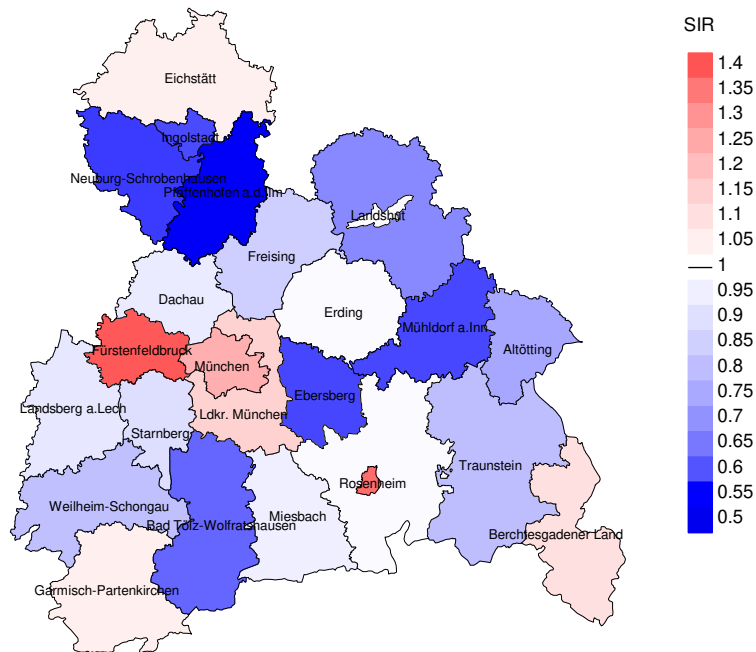 SIR
1.4
1.35
1.3
1.25
1.2
1.15
1.1
1.05
1
0.95
0.9
0.85
0.8
0.75
0.7
0.65
0.6
0.55
0.5
Eichstätt
Ingolstadt
Neuburg-Schrobenhausen
Pfaffenhofen a.d.Ilm
Landshut
Freising
Dachau
Erding
Mühldorf a.Inn
Altötting
Fürstenfeldbruck
München
Ebersberg
Landsberg a.Lech
Ldkr. München
Starnberg
Traunstein
Rosenheim
Weilheim-Schongau
Miesbach
Bad Tölz-Wolfratshausen
Berchtesgadener Land
Garmisch-Partenkirchen